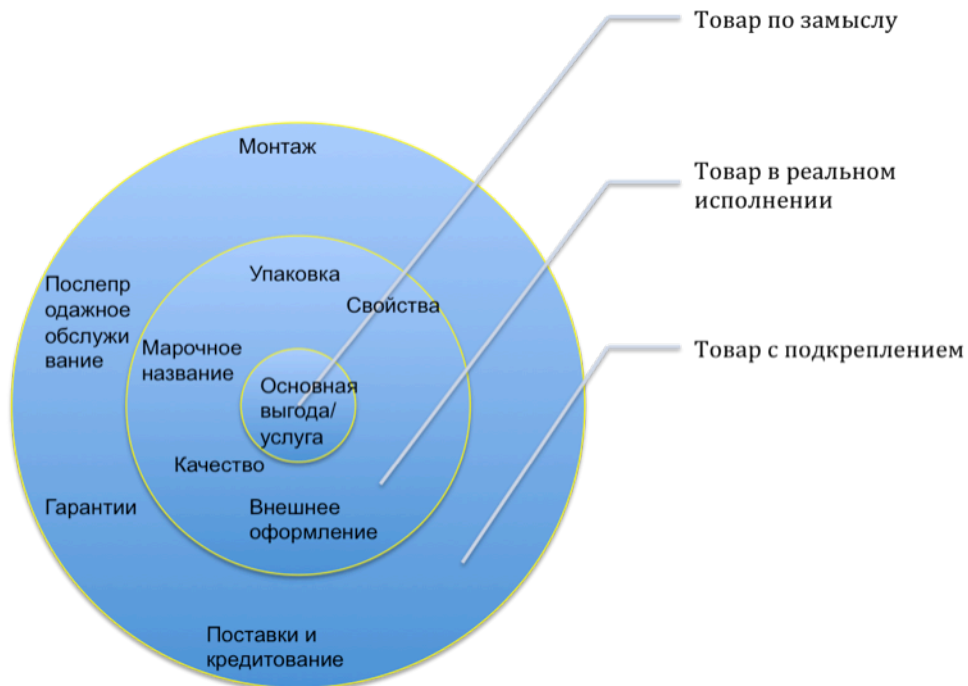 Товар по замыслу
Монтаж
Товар в реальном
исполнении
Упаковка
Свойства
Послепр
одажное
обслужи
вание
Марочное
название
Товар с подкреплением
Основная
выгода/
услуга
Качество
Гарантии
Внешнее
оформление
Поставки и
кредитование